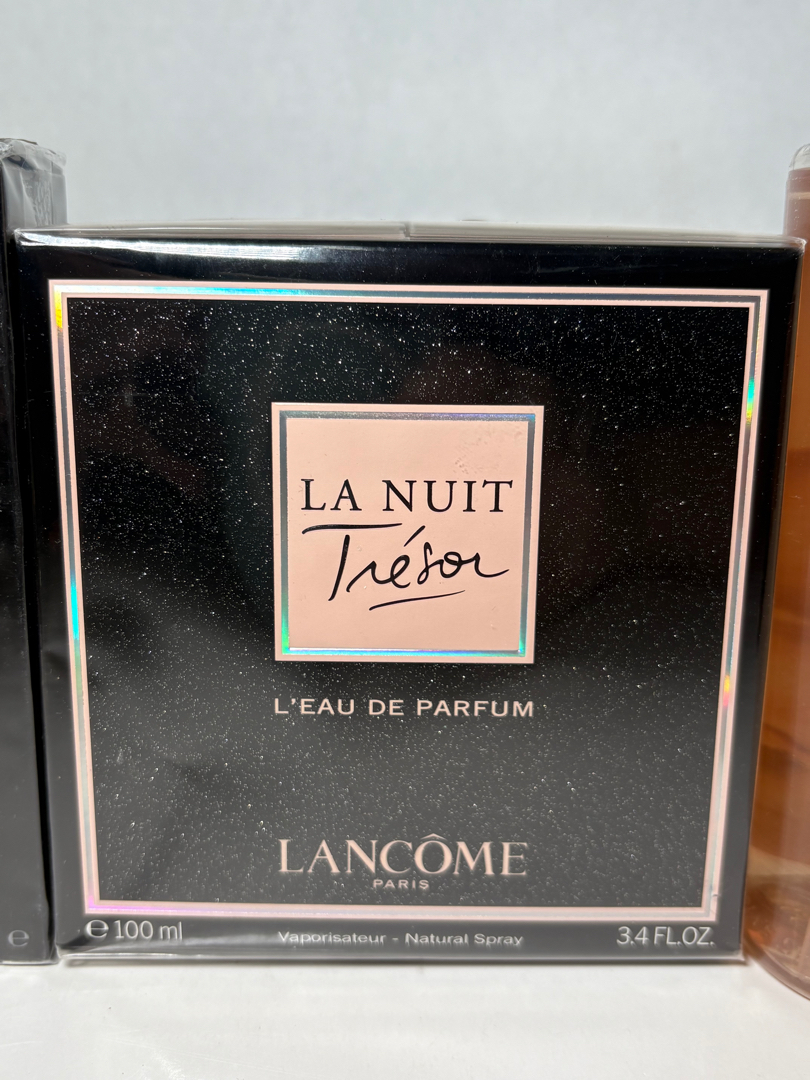 LA NUIT
Trésor
L'EAU DE PARFUM
LANCÔME
PARIS
℮ 100 ml
Vaporisateur - Natural Spray
3.4 FL.OZ.
℮